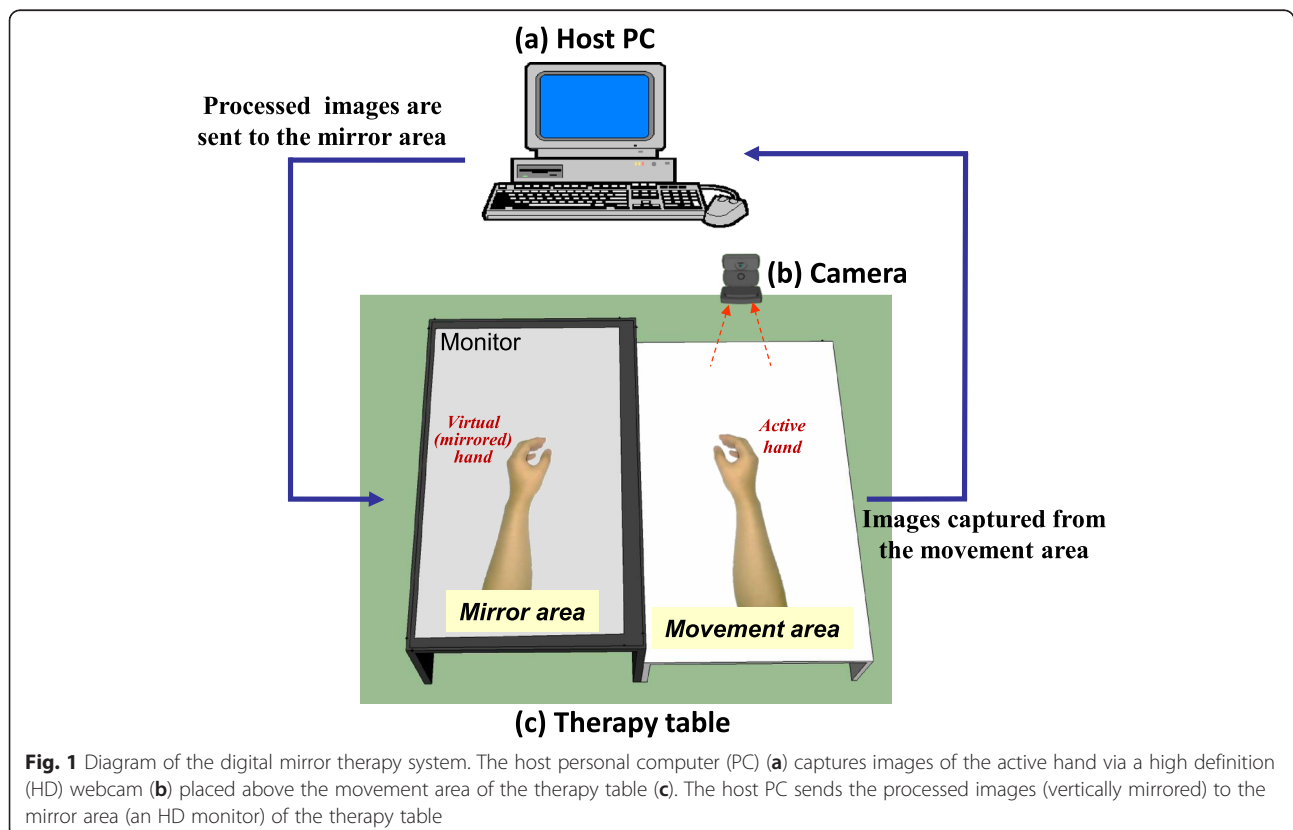 (a) Host PC
Processed images are
sent to the mirror area
(b) Camera
Monitor
Virtual
(mirrored)
hand
Active
hand
Images captured from
the movement area
Mirror area
Movement area
(c) Therapy table
Fig. 1 Diagram of the digital mirror therapy system. The host personal computer (PC) (a) captures images of the active hand via a high definition
(HD) webcam (b) placed above the movement area of the therapy table (c). The host PC sends the processed images (vertically mirrored) to the
mirror area (an HD monitor) of the therapy table